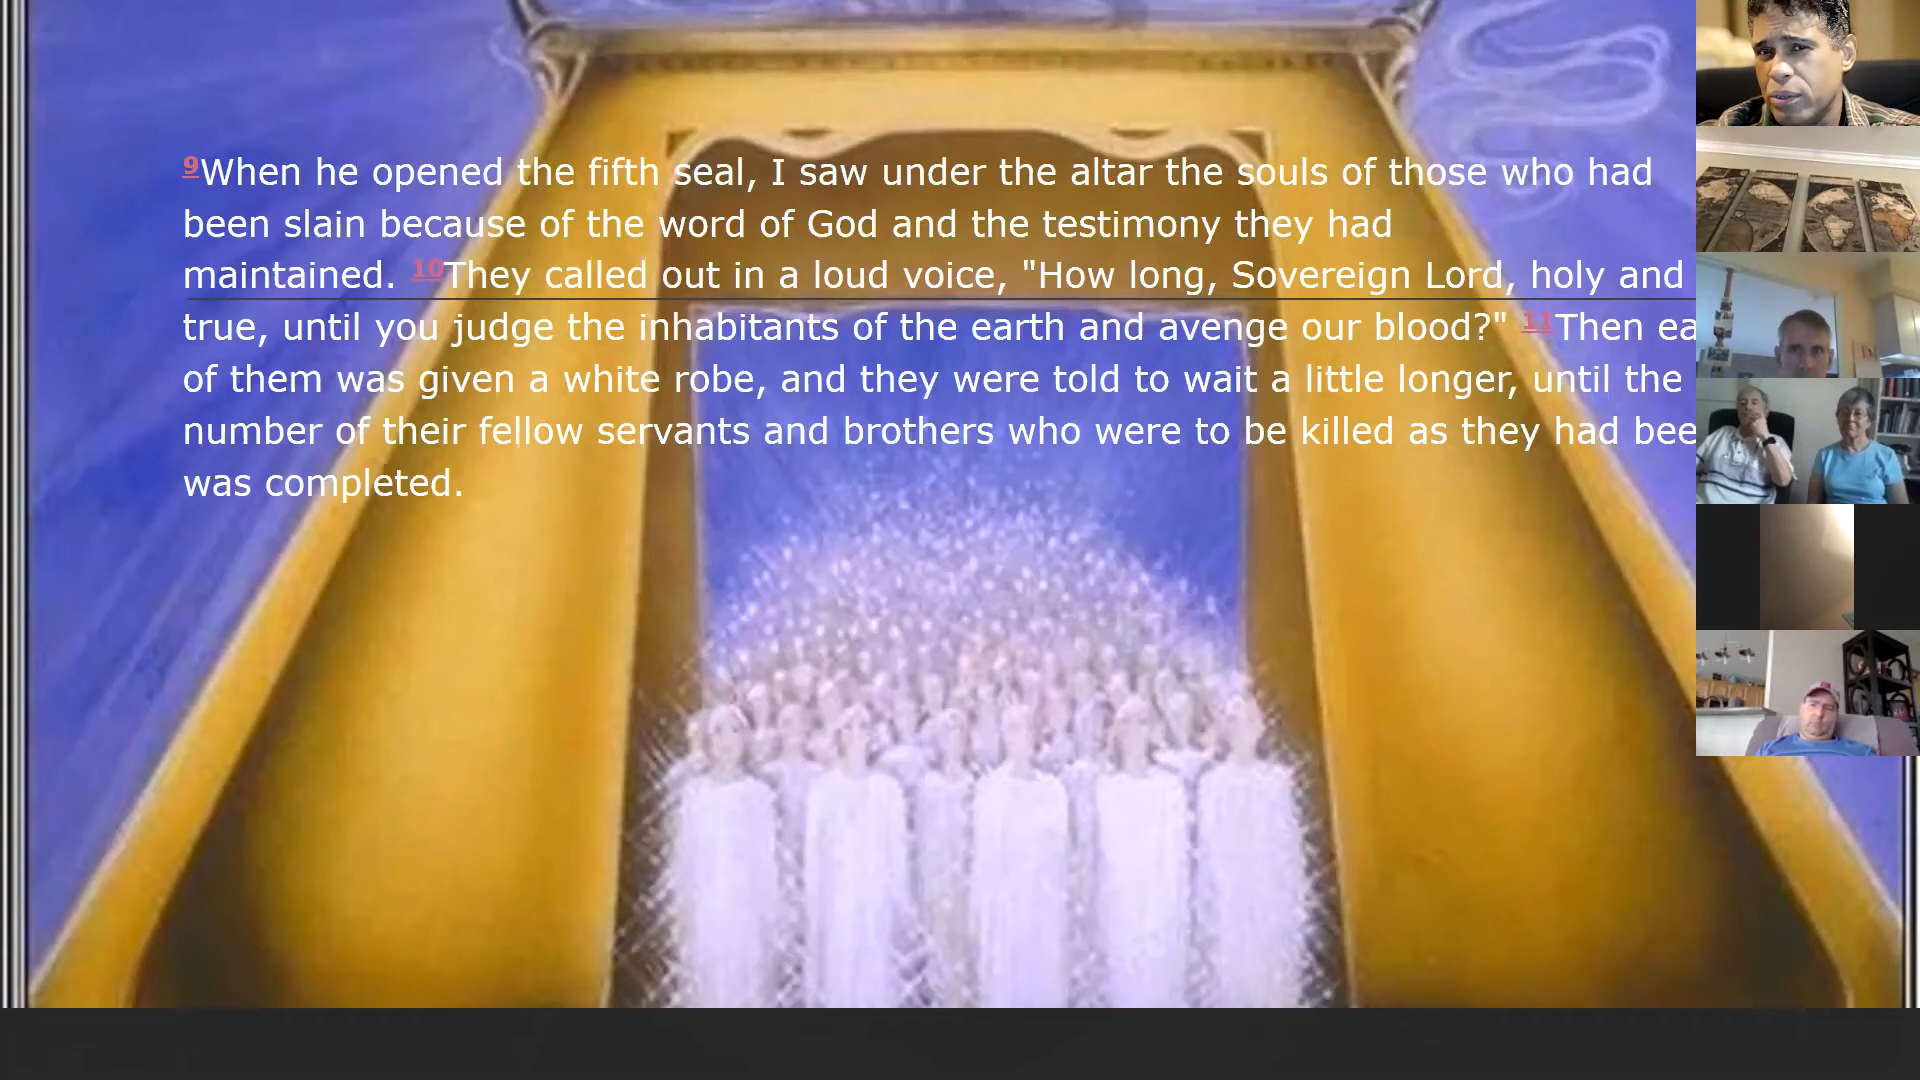 9When he opened the fifth seal, I saw under the altar the souls of those who had
been slain because of the word of God and the testimony they had
maintained. 10They called out in a loud voice, "How long, Sovereign Lord, holy and
true, until you judge the inhabitants of the earth and avenge our blood?" 11Then ea
of them was given a white robe, and they were told to wait a little longer, until the
number of their fellow servants and brothers who were to be killed as they had bee
was completed.